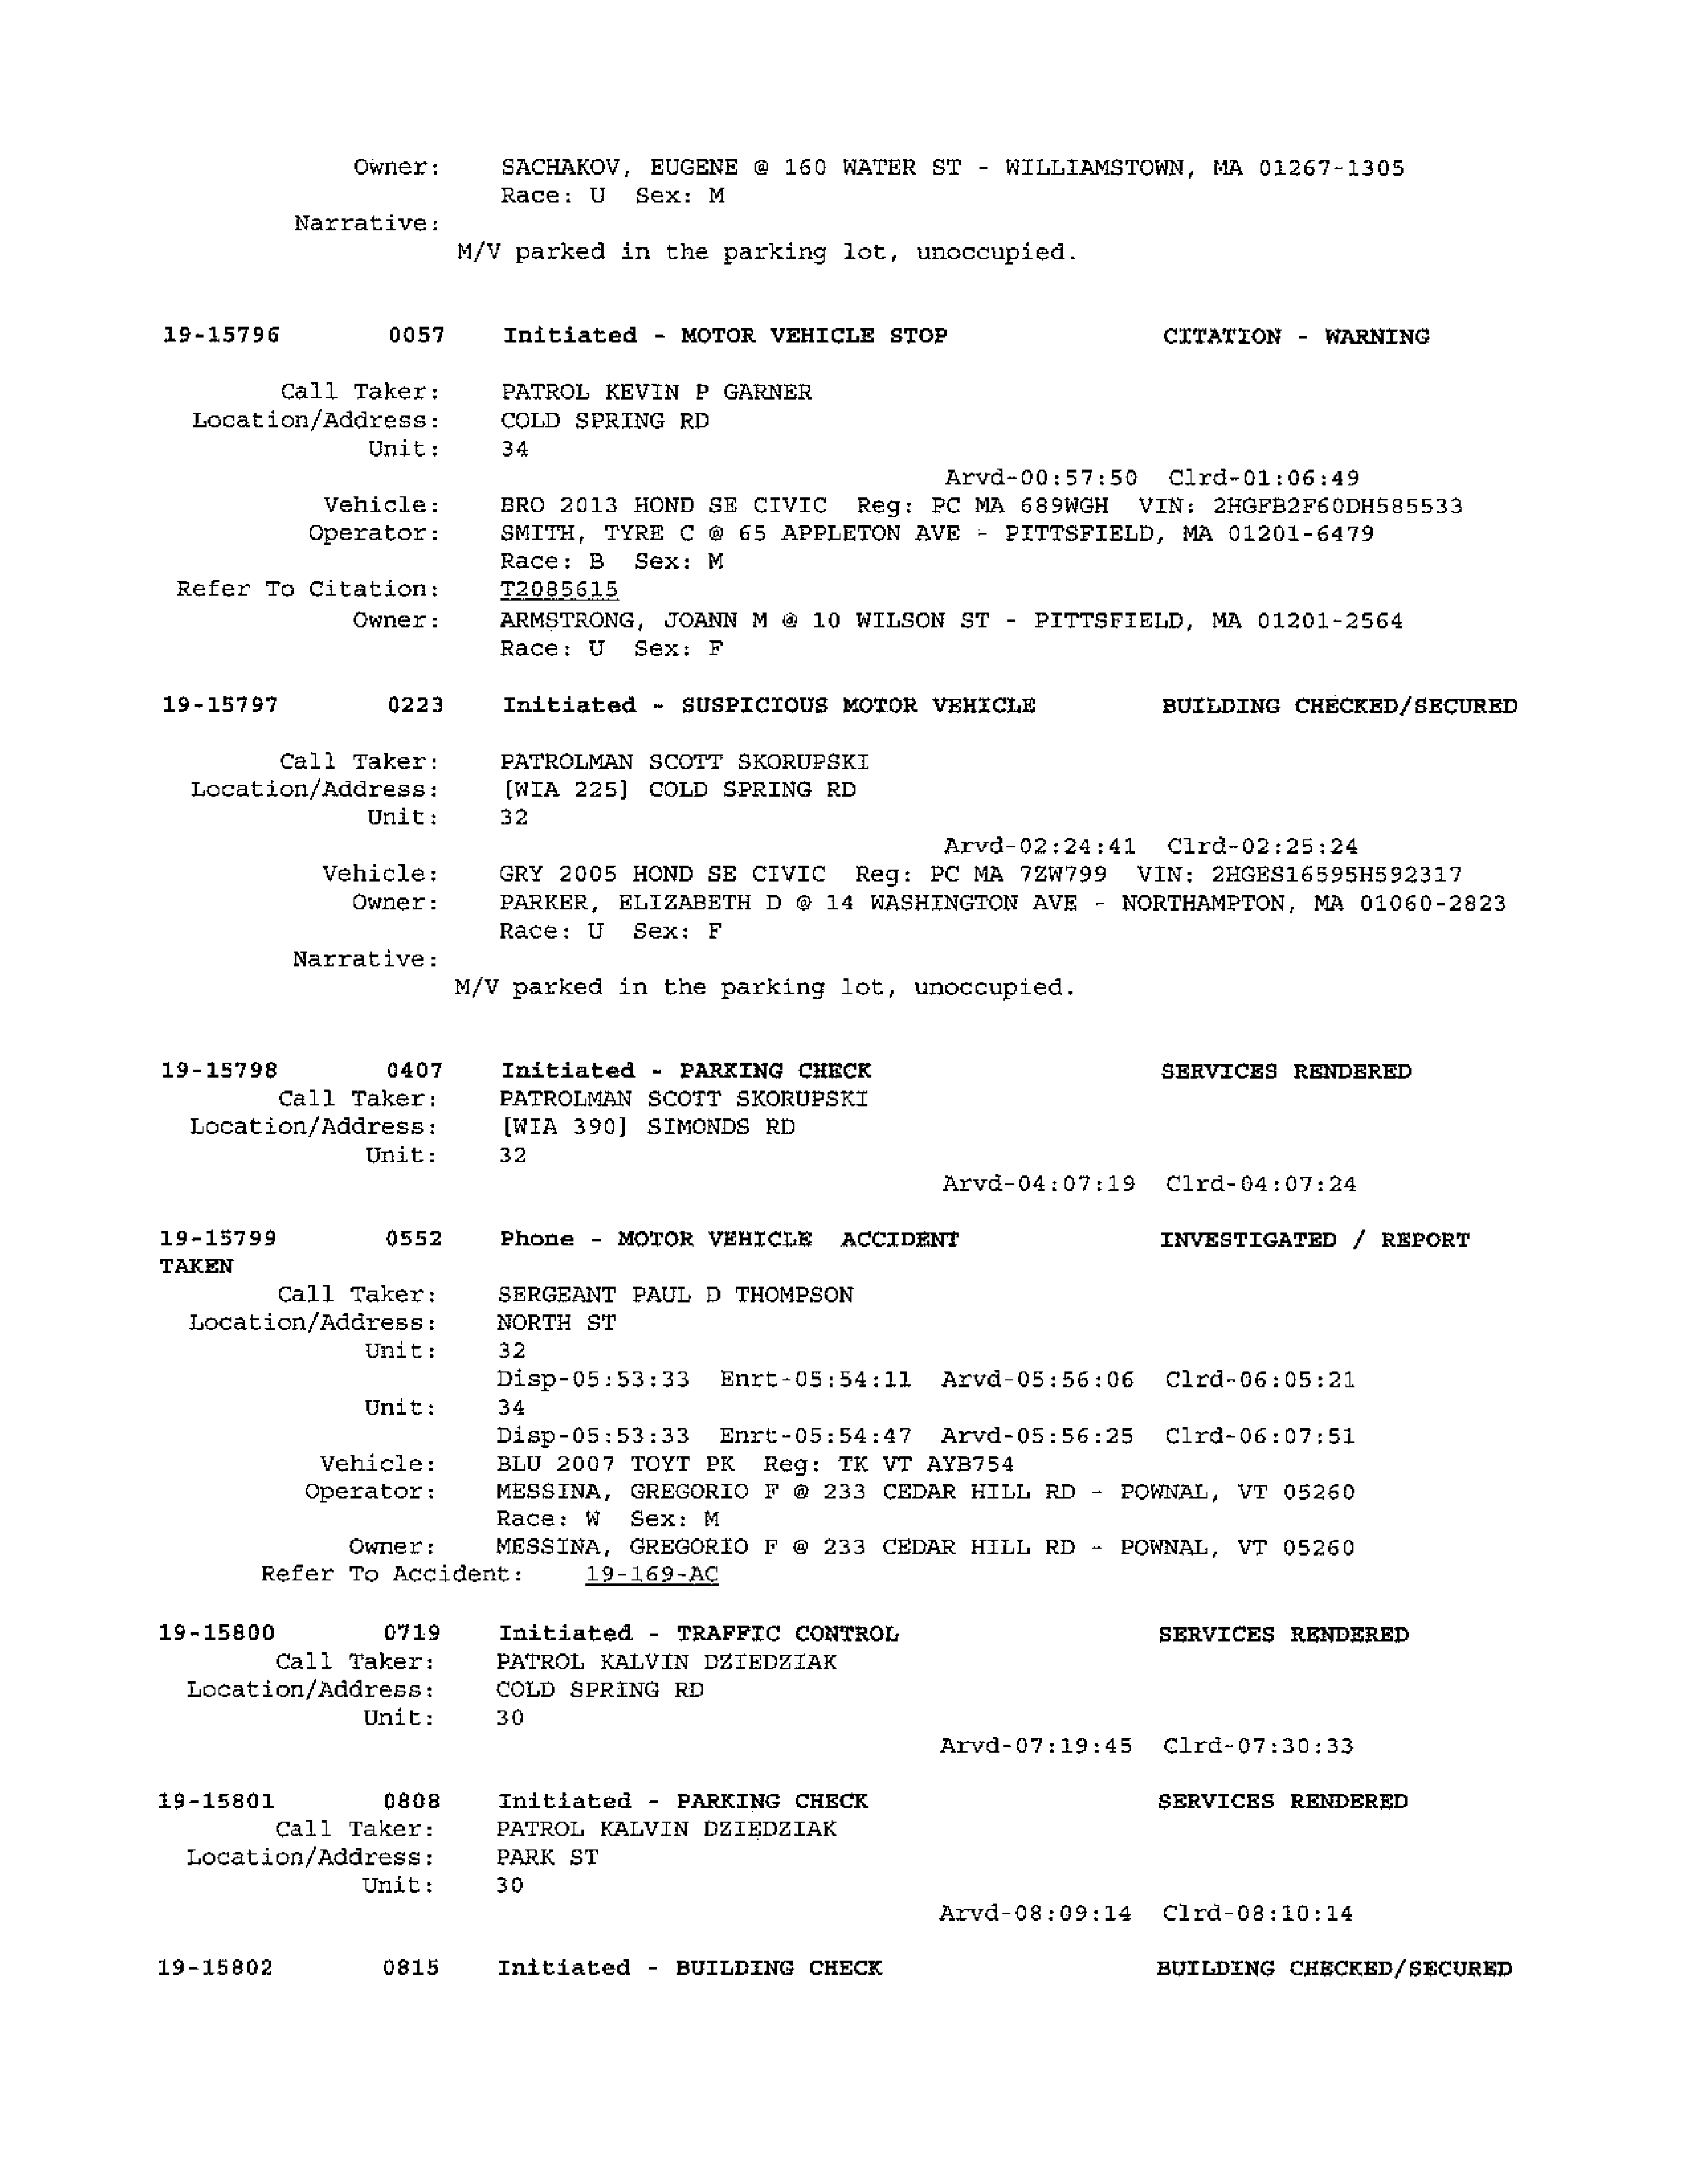 Owner: SACHAKOV, EUGENE @ 160 WATER ST - WILLIAMSTOWN, MA 01267-1305
Race: U Sex: M
Narrative:
M/V parked in the parking lot, unoccupied.
19-15796 0057 Initiated - MOTOR VEHICLE STOP CITATION - WARNING
Call Taker: PATROL KEVIN P GARNER
Location/Address: COLD SPRING RD
Unit: 34
Arvd-00:57:50 Clrd-01:06:49
Vehicle: BRO 2013 HOND SE CIVIC Reg: PC MA 689WGH VIN: 2HGFB2F60DH585533
Operator: SMITH, TYRE C @ 65 APPLETON AVE - PITTSFIELD, MA 01201-6479
Race: B Sex: M
Refer To Citation: T2085615
Owner: ARMSTRONG, JOANN M @ 10 WILSON ST - PITTSFIELD, MA 01201-2564
Race: U Sex: F
19-15797 0223 Initiated - SUSPICIOUS MOTOR VEHICLE BUILDING CHECKED/SECURED
Call Taker: PATROLMAN SCOTT SKORUPSKI
Location/Address: [WIA 225] COLD SPRING RD
Unit: 32
Arvd-02:24:41 Clrd-02:25:24
Vehicle: GRY 2005 HOND SE CIVIC Reg: PC MA 7ZW799 VIN: 2HGES16595H592317
Owner: PARKER, ELIZABETH D @ 14 WASHINGTON AVE - NORTHAMPTON, MA 01060-2823
Race: U Sex: F
Narrative:
M/V parked in the parking lot, unoccupied.
19-15798 0407 Initiated - PARKING CHECK SERVICES RENDERED
Call Taker: PATROLMAN SCOTT SKORUPSKI
Location/Address: [WIA 390] SIMONDS RD
Unit: 32
Arvd-04:07:19 Clrd-04:07:24
19-15799 0552 Phone - MOTOR VEHICLE ACCIDENT INVESTIGATED / REPORT
TAKEN
Call Taker: SERGEANT PAUL D THOMPSON
Location/Address: NORTH ST
Unit: 32
Disp-05:53:33 Enrt-05:54:11 Arvd-05:56:06 Clrd-06:05:21
Unit: 34
Disp-05:53:33 Enrt-05:54:47 Arvd-05:56:25 Clrd-06:07:51
Vehicle: BLU 2007 TOYT PK Reg: TK VT AYB754
Operator: MESSINA, GREGORIO F @ 233 CEDAR HILL RD - POWNAL, VT 05260
Race: W Sex: M
Owner: MESSINA, GREGORIO F @ 233 CEDAR HILL RD - POWNAL, VT 05260
Refer To Accident: 19-169-AC
19-15800 0719 Initiated - TRAFFIC CONTROL SERVICES RENDERED
Call Taker: PATROL KALVIN DZIEDZIAK
Location/Address: COLD SPRING RD
Unit: 30
Arvd-07:19:45 Clrd-07:30:33
19-15801 0808 Initiated - PARKING CHECK SERVICES RENDERED
Call Taker: PATROL KALVIN DZIEDZIAK
Location/Address: PARK ST
Unit: 30
Arvd-08:09:14 Clrd-08:10:14
19-15802 0815 Initiated - BUILDING CHECK BUILDING CHECKED/SECURED